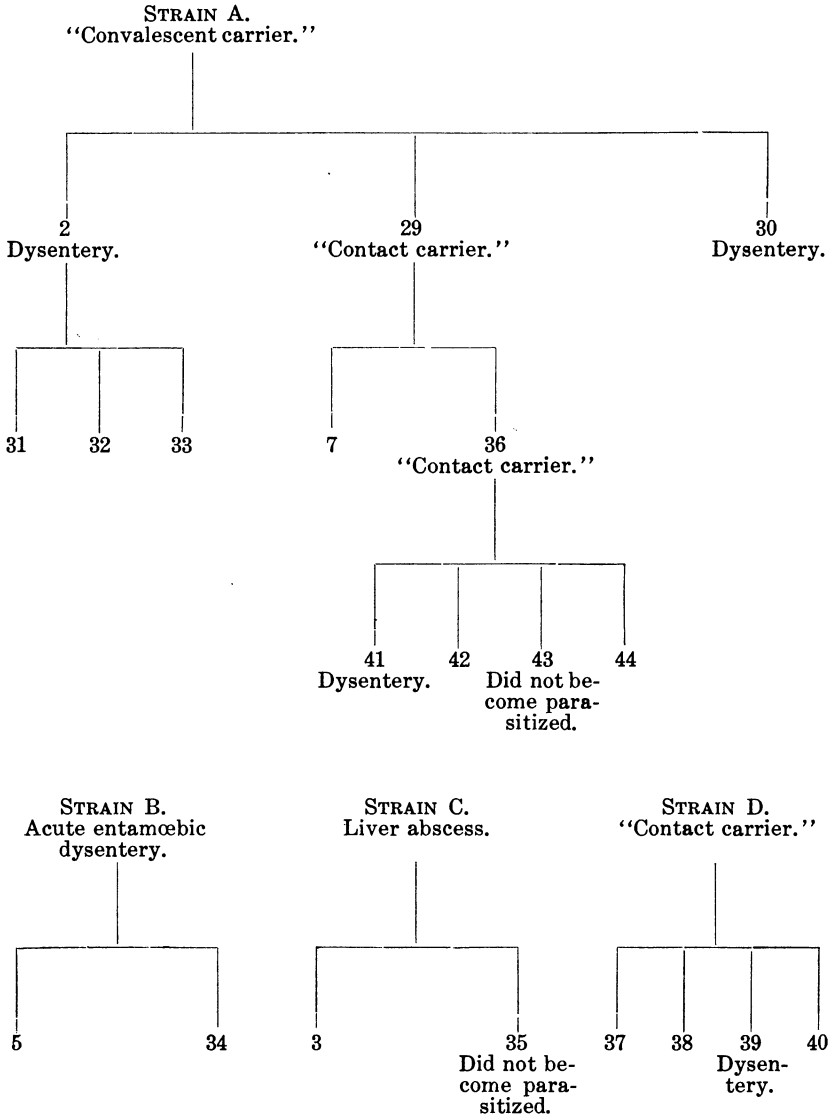 STRAIN A.
“Convalescent carrier.”
2 29 30
Dysentery. “Contact carrier.” Dysentery.
31 32 33 7 36
“Contact carrier.”
41 42 43 44
Dysentery. Did not be-
come para-
sitized.
STRAIN B. STRAIN C. STRAIN D.
Acute entamœbic Liver abscess. “Contact carrier.”
dysentery.
5 34 3 35 37 38 39 40
Did not be- Dysen-
come para- tery.
sitized.